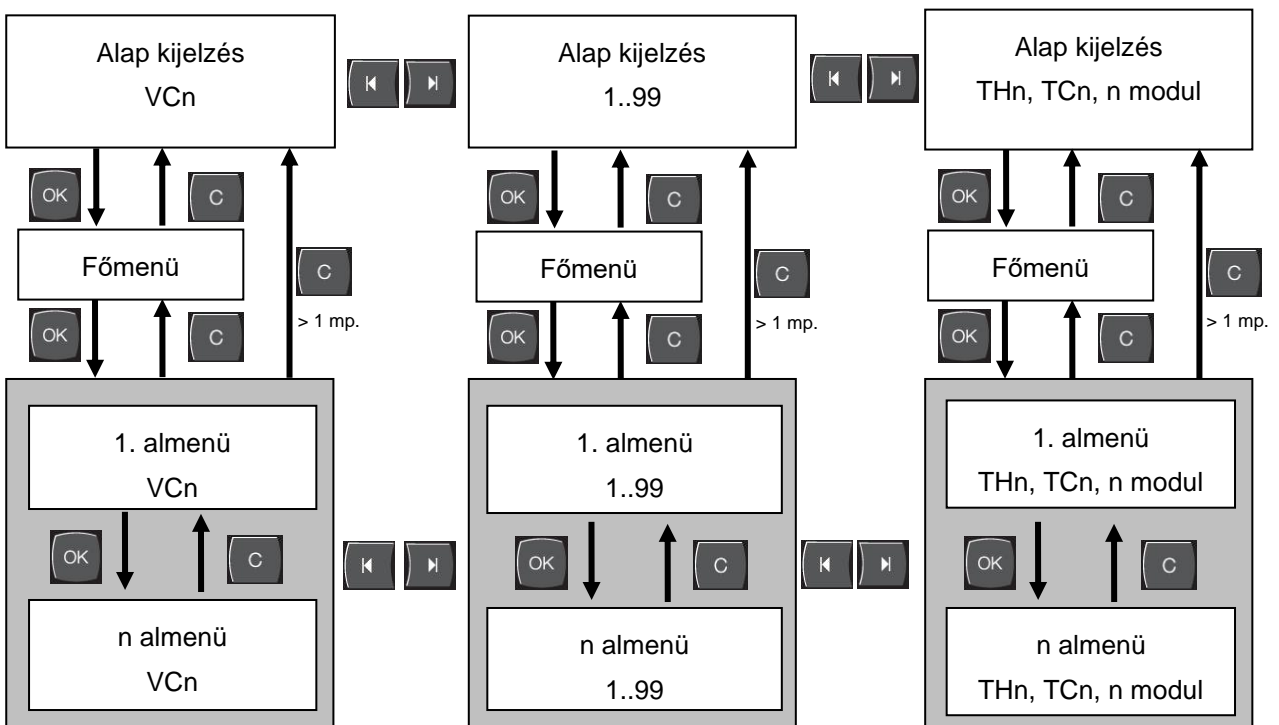 Alap kijelzés
VCn
Alap kijelzés
1..99
Alap kijelzés
THn, TCn, n modul
OK
C
OK
C
OK
C
Főmenü
C
Főmenü
C
Főmenü
C
OK
C
> 1 mp.
OK
C
> 1 mp.
OK
C
> 1 mp.
1. almenü
VCn
1. almenü
1..99
1. almenü
THn, TCn, n modul
OK
C
OK
C
OK
C
n almenü
VCn
n almenü
1..99
n almenü
THn, TCn, n modul